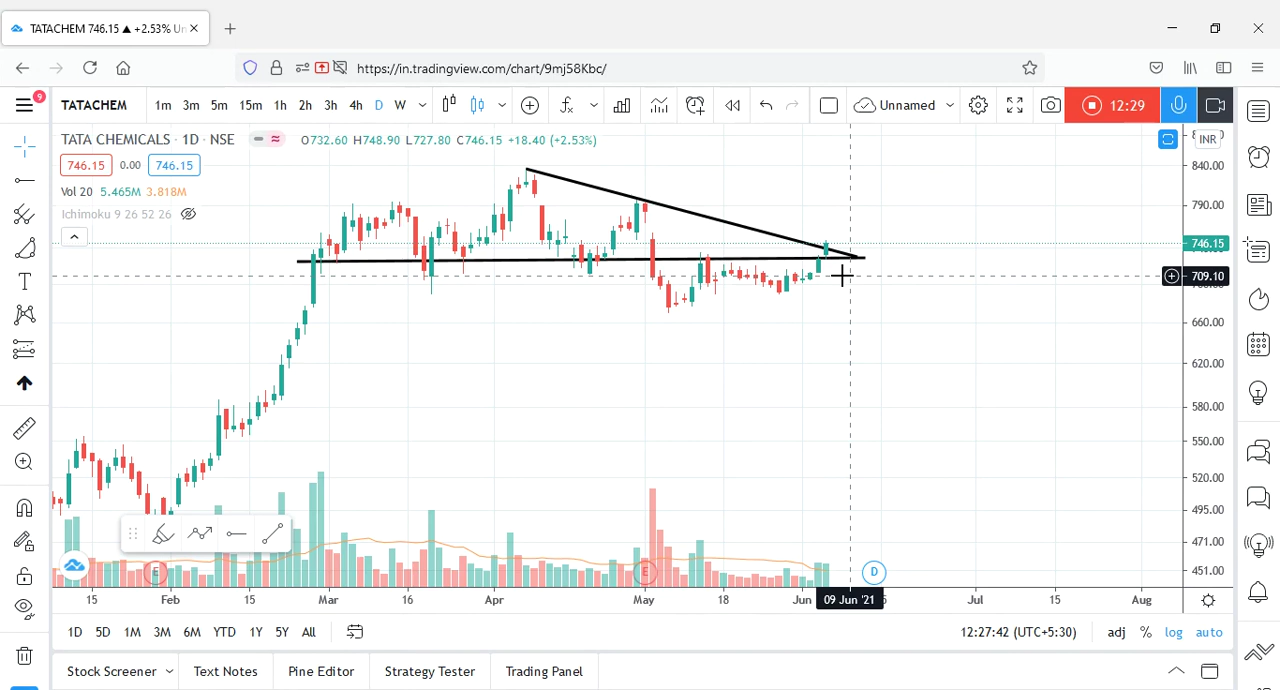 TATACHEM 746.15 ▲ +2.53% Un
https://in.tradingview.com/chart/9mj58Kbc/
9
TATACHEM 1m 3m 5m 15m 1h 2h 3h 4h D W Unnamed 12:29
TATA CHEMICALS · 1D · NSE O732.60 H748.90 L727.80 C746.15 +18.40 (+2.53%)
INR
746.15 0.00 746.15
Vol 20 5.465M 3.818M
Ichimoku 9 26 52 26
840.00
790.00
746.15
709.10
660.00
620.00
580.00
550.00
520.00
495.00
471.00
451.00
E E D
15 Feb 15 Mar 16 Apr May 18 Jun 09 Jun '21 Jul 15 Aug
1D 5D 1M 3M 6M YTD 1Y 5Y All 12:27:42 (UTC+5:30) adj % log auto
Stock Screener Text Notes Pine Editor Strategy Tester Trading Panel